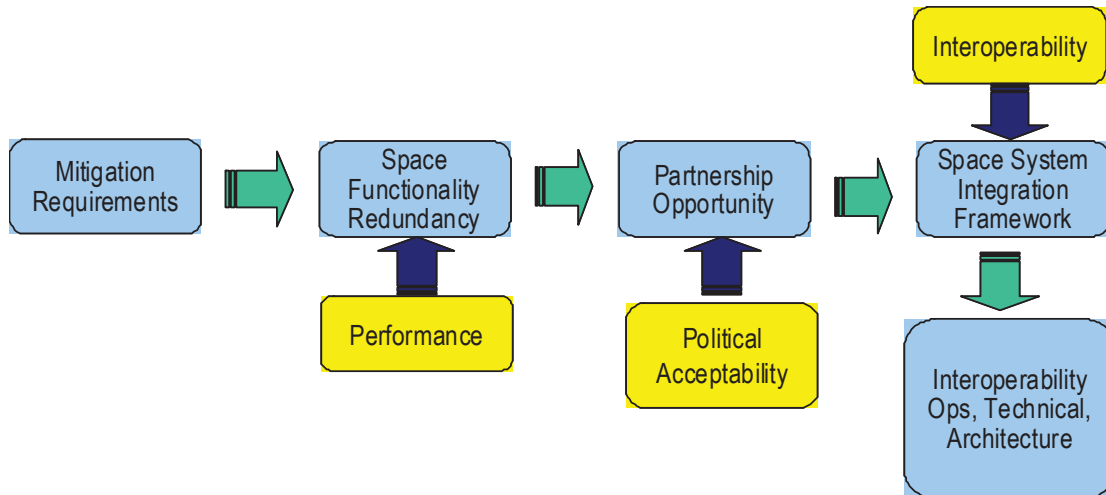 Interoperability
Mitigation
Requirements
Space
Functionality
Redundancy
Partnership
Opportunity
Space System
Integration
Framework
Performance
Political
Acceptability
Interoperability
Ops, Technical,
Architecture